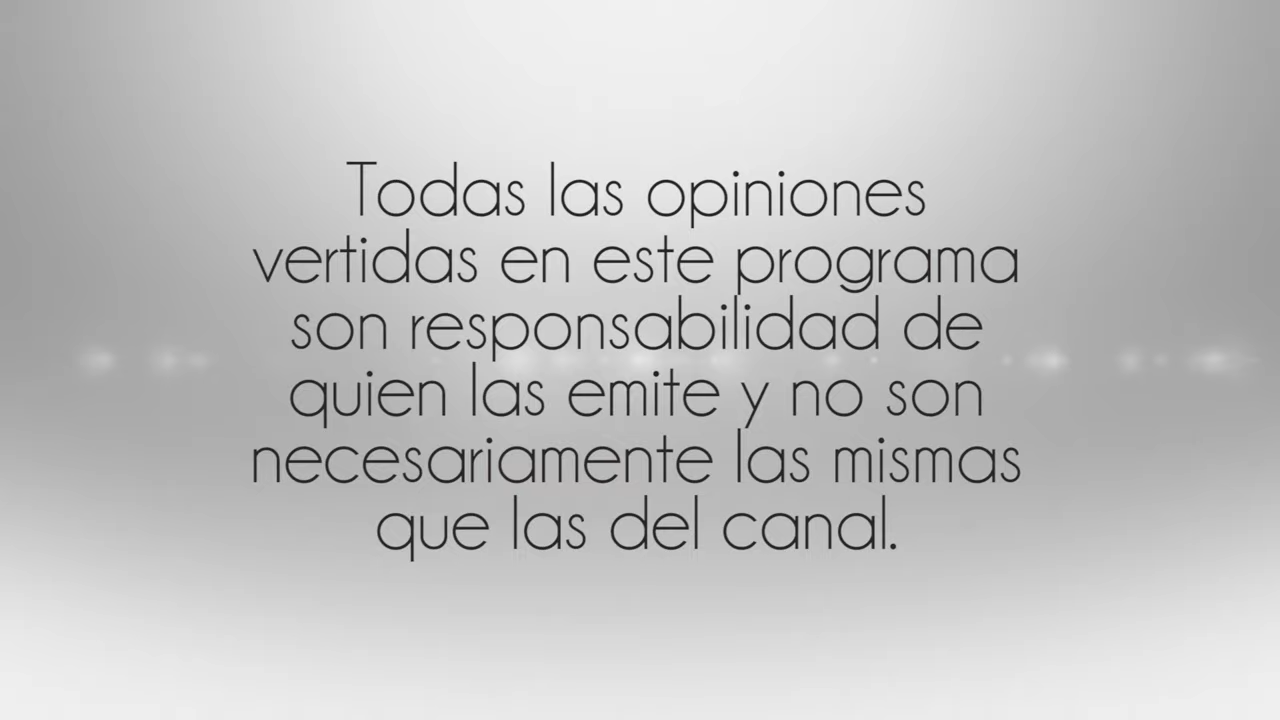 Todas las opiniones
vertidas en este programa
son responsabilidad de
quien las emite y no son
necesariamente las mismas
que las del canal.